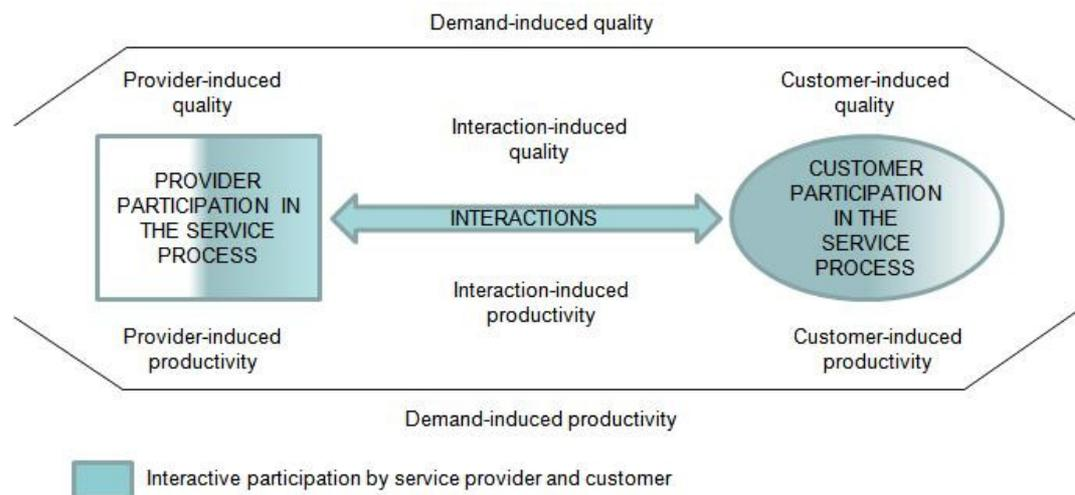 Demand-induced quality
Provider-induced
quality
Customer-induced
quality
Interaction-induced
quality
PROVIDER
PARTICIPATION IN
THE SERVICE
PROCESS
INTERACTIONS
CUSTOMER
PARTICIPATION
IN THE
SERVICE
PROCESS
Interaction-induced
productivity
Provider-induced
productivity
Customer-induced
productivity
Demand-induced productivity
Interactive participation by service provider and customer